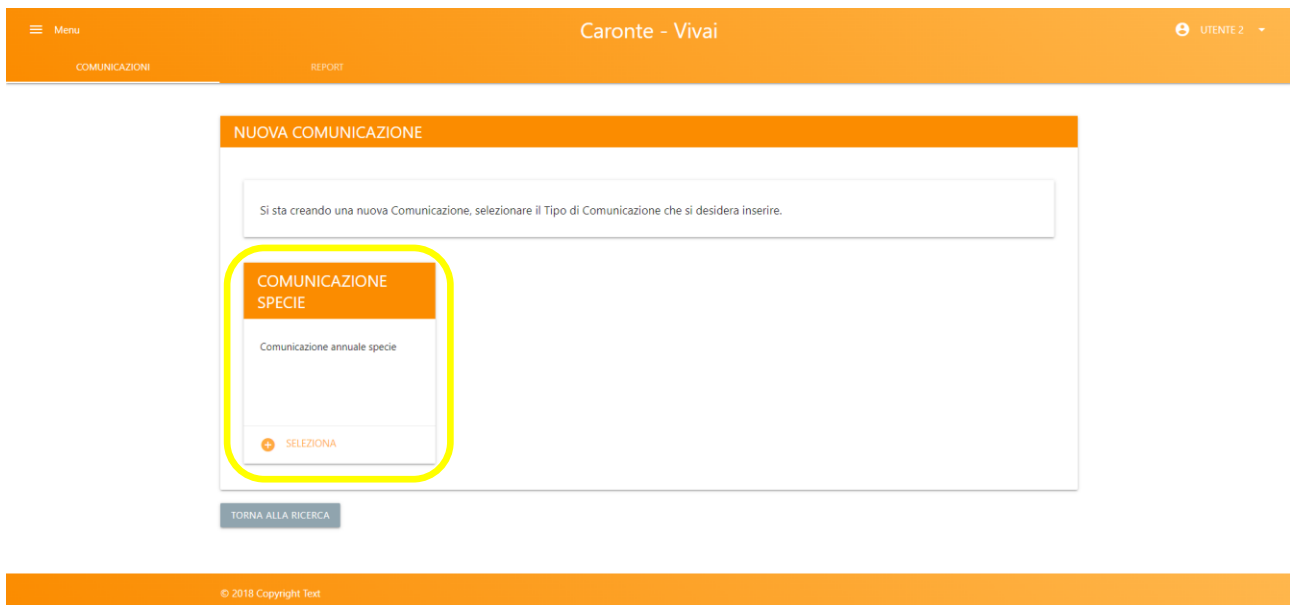 Menu
Caronte - Vivai
UTENTE 2
COMUNICAZIONI
REPORT
NUOVA COMUNICAZIONE
Si sta creando una nuova Comunicazione, selezionare il Tipo di Comunicazione che si desidera inserire.
COMUNICAZIONE
SPECIE
Comunicazione annuale specie
SELEZIONA
TORNA ALLA RICERCA
© 2018 Copyright Text